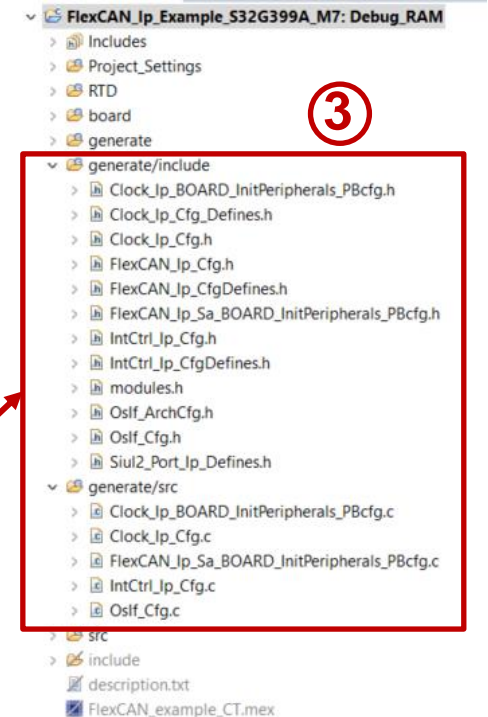 FlexCAN_Ip_Example_S32G399A_M7: Debug_RAM
Includes
Project_Settings
RTD
board
generate
3
generate/include
Clock_Ip_BOARD_InitPeripherals_PBcfg.h
Clock_Ip_Cfg_Defines.h
Clock_Ip_Cfg.h
FlexCAN_Ip_Cfg.h
FlexCAN_Ip_CfgDefines.h
FlexCAN_Ip_Sa_BOARD_InitPeripherals_PBcfg.h
IntCtrl_Ip_Cfg.h
IntCtrl_Ip_CfgDefines.h
modules.h
OsIf_ArchCfg.h
OsIf_Cfg.h
Siul2_Port_Ip_Defines.h
generate/src
Clock_Ip_BOARD_InitPeripherals_PBcfg.c
Clock_Ip_Cfg.c
FlexCAN_Ip_Sa_BOARD_InitPeripherals_PBcfg.c
IntCtrl_Ip_Cfg.c
OsIf_Cfg.c
src
include
description.txt
FlexCAN_example_CT.mex